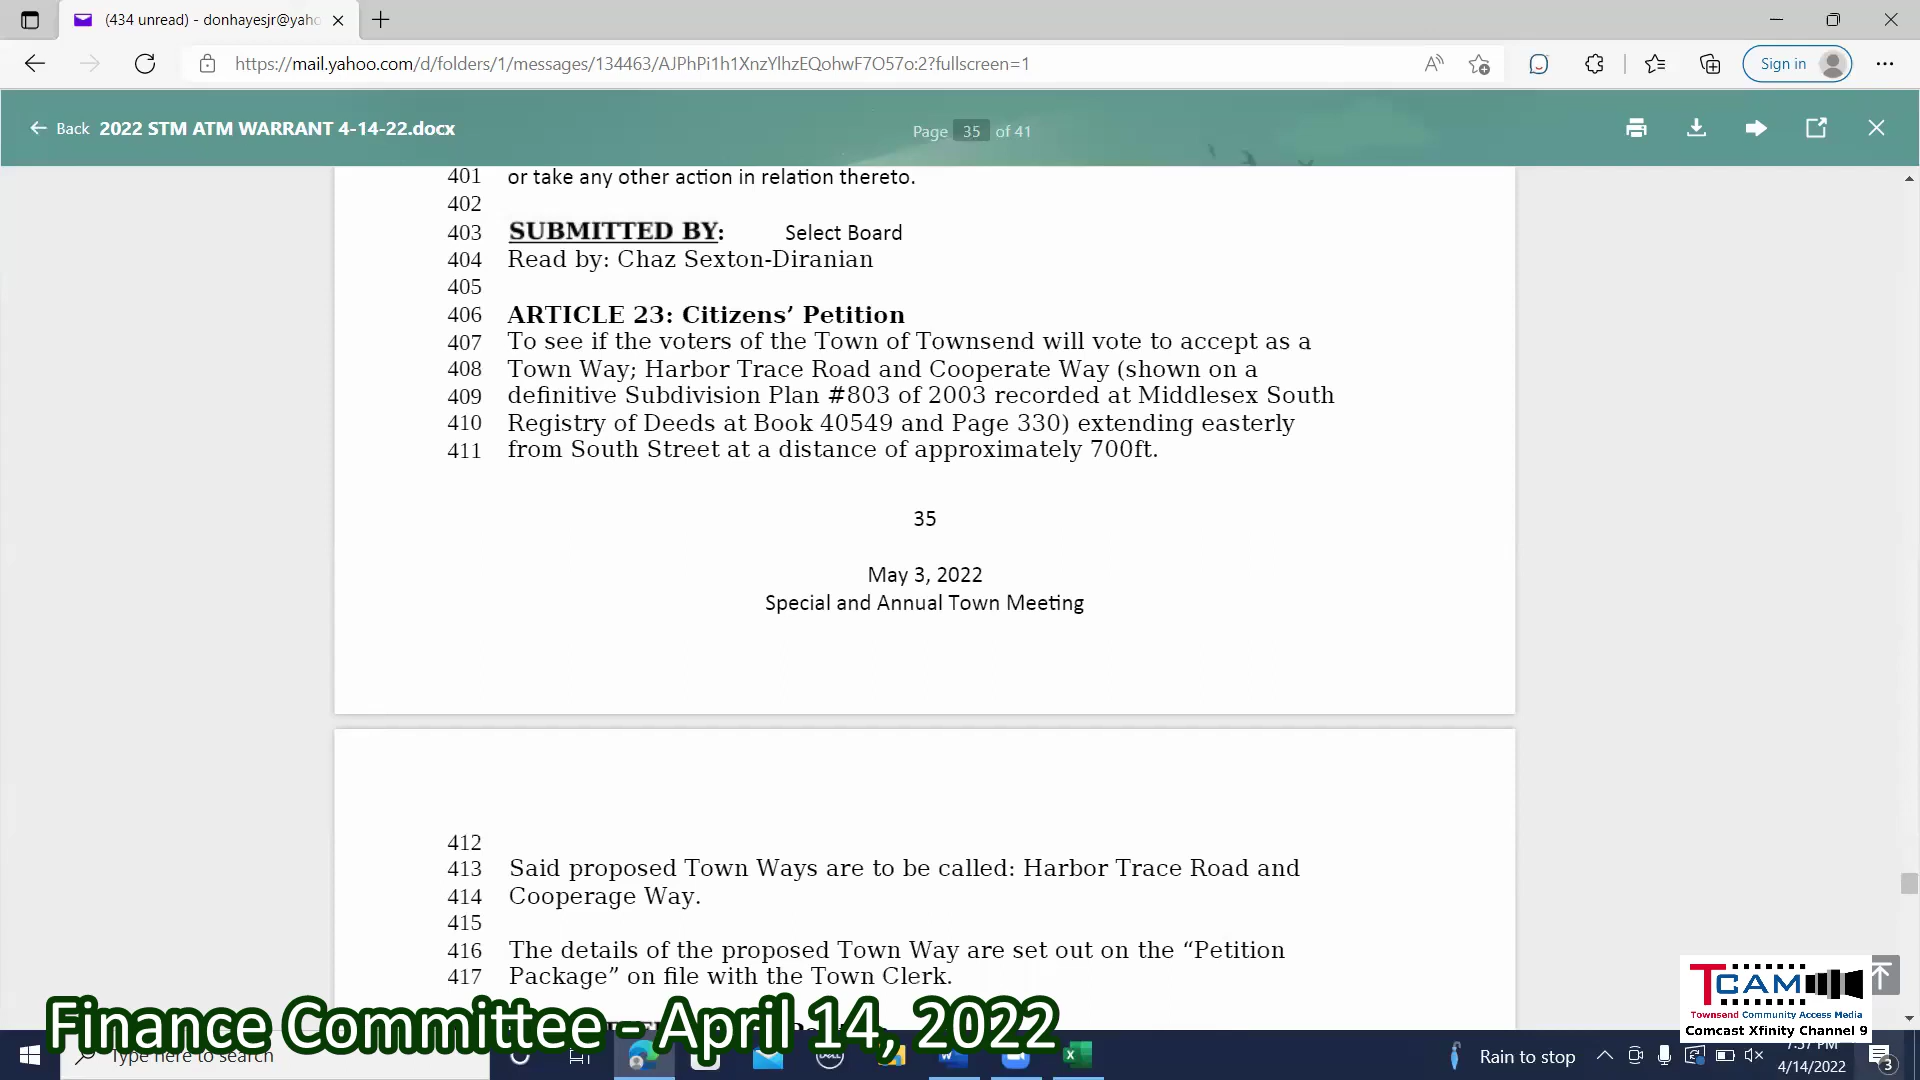 (434 unread) - donhayesjr@yaho
https://mail.yahoo.com/d/folders/1/messages/134463/AJPhPi1h1XnzYlhzEQohwF7O57o:2?fullscreen=1
Sign in
Back 2022 STM ATM WARRANT 4-14-22.docx
Page 35 of 41
401 or take any other action in relation thereto.
402
403 SUBMITTED BY: Select Board
404 Read by: Chaz Sexton-Diranian
405
406 ARTICLE 23: Citizens’ Petition
407 To see if the voters of the Town of Townsend will vote to accept as a
408 Town Way; Harbor Trace Road and Cooperate Way (shown on a
409 definitive Subdivision Plan #803 of 2003 recorded at Middlesex South
410 Registry of Deeds at Book 40549 and Page 330) extending easterly
411 from South Street at a distance of approximately 700ft.
35
May 3, 2022
Special and Annual Town Meeting
412
413 Said proposed Town Ways are to be called: Harbor Trace Road and
414 Cooperage Way.
415
416 The details of the proposed Town Way are set out on the “Petition
417 Package” on file with the Town Clerk.
TCAM
Townsend Community Access Media
Comcast Xfinity Channel 9
Finance Committee - April 14, 2022
Type here to search
DELL
Rain to stop
7:37 PM
4/14/2022
3